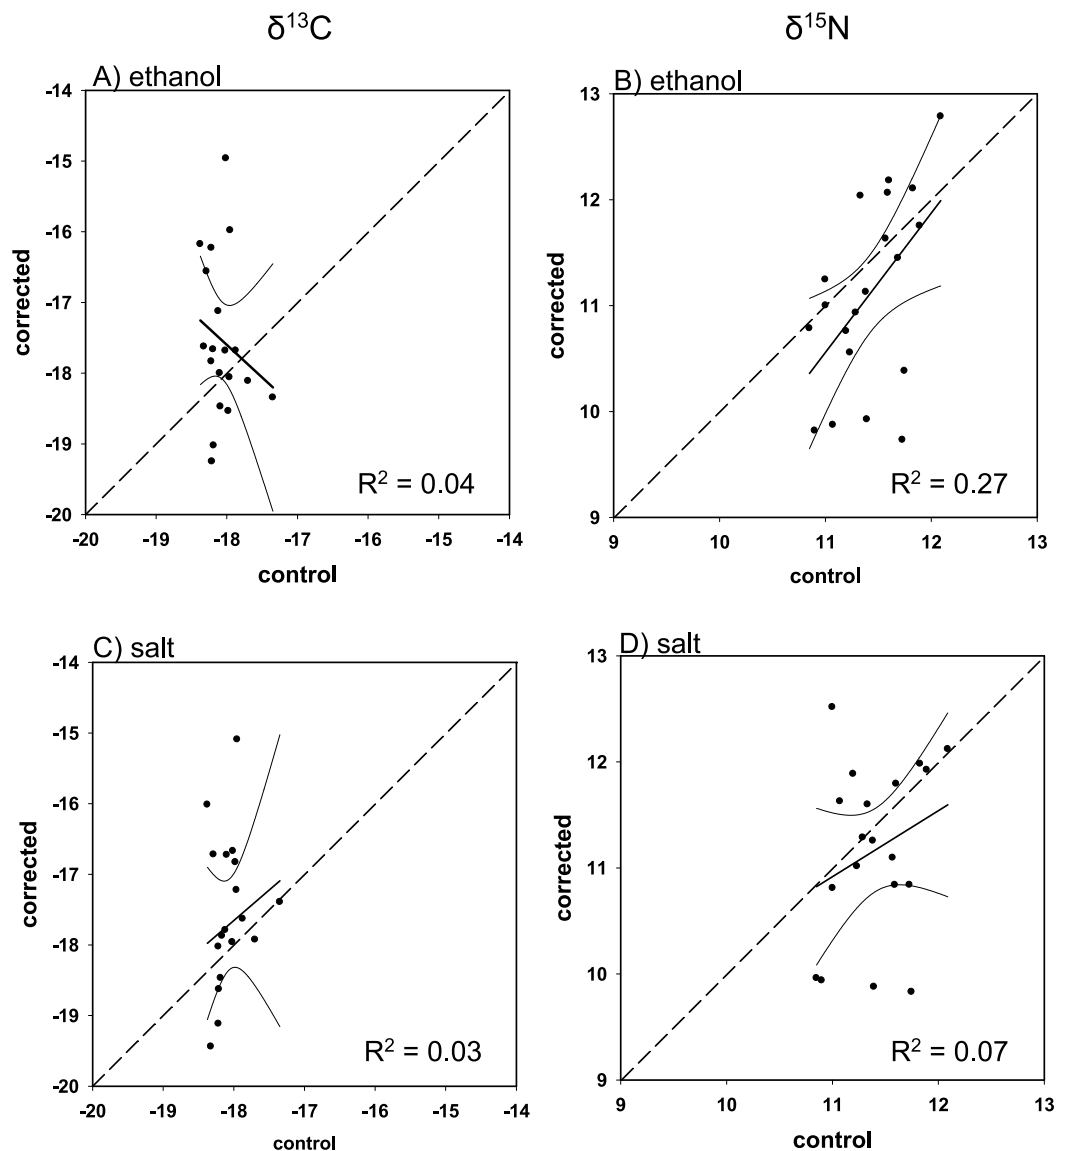 δ¹³C
δ¹⁵N
A) ethanol
-14
-15
-16
-17
-18
-19
-20
corrected
R² = 0.04
-20 -19 -18 -17 -16 -15 -14
control
B) ethanol
13
12
11
10
9
corrected
R² = 0.27
9 10 11 12 13
control
C) salt
-14
-15
-16
-17
-18
-19
-20
corrected
R² = 0.03
-20 -19 -18 -17 -16 -15 -14
control
D) salt
13
12
11
10
9
corrected
R² = 0.07
9 10 11 12 13
control